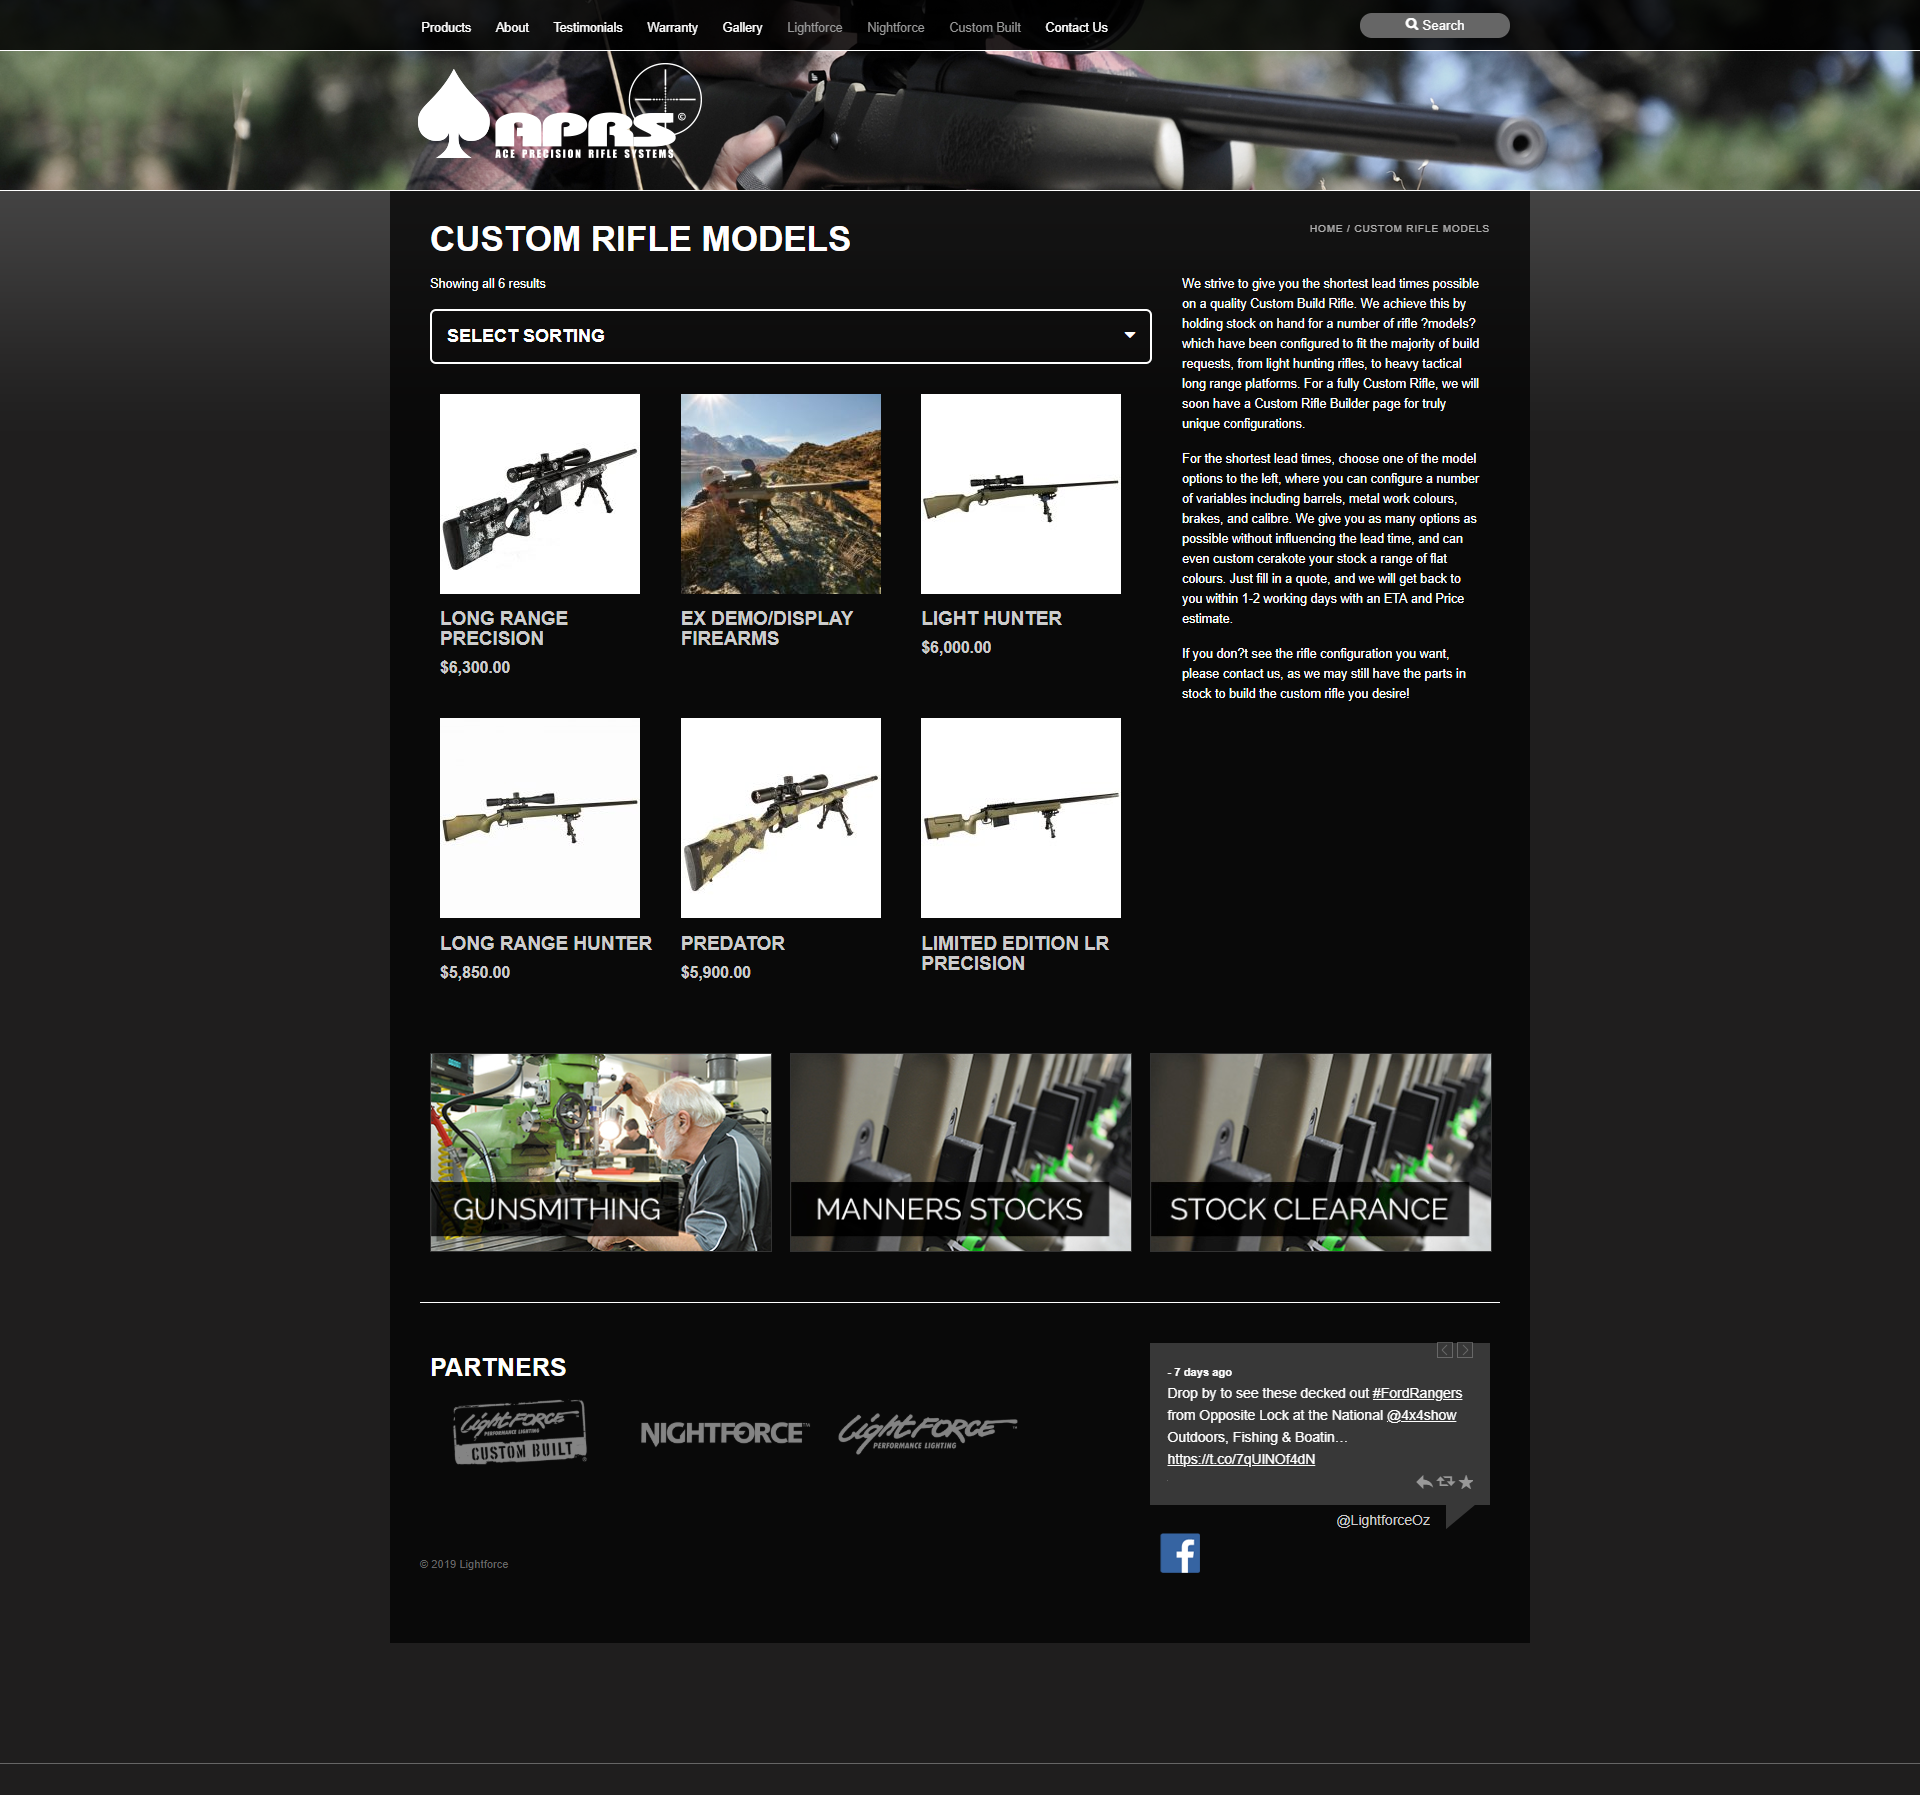 Products About Testimonials Warranty Gallery Lightforce Nightforce Custom Built Contact Us
Search
APRS ©
ACE PRECISION RIFLE SYSTEMS
CUSTOM RIFLE MODELS
HOME / CUSTOM RIFLE MODELS
Showing all 6 results
SELECT SORTING
LONG RANGE
PRECISION
$6,300.00
EX DEMO/DISPLAY
FIREARMS
LIGHT HUNTER
$6,000.00
LONG RANGE HUNTER
$5,850.00
PREDATOR
$5,900.00
LIMITED EDITION LR
PRECISION
We strive to give you the shortest lead times possible
on a quality Custom Build Rifle. We achieve this by
holding stock on hand for a number of rifle ?models?
which have been configured to fit the majority of build
requests, from light hunting rifles, to heavy tactical
long range platforms. For a fully Custom Rifle, we will
soon have a Custom Rifle Builder page for truly
unique configurations.
For the shortest lead times, choose one of the model
options to the left, where you can configure a number
of variables including barrels, metal work colours,
brakes, and calibre. We give you as many options as
possible without influencing the lead time, and can
even custom cerakote your stock a range of flat
colours. Just fill in a quote, and we will get back to
you within 1-2 working days with an ETA and Price
estimate.
If you don?t see the rifle configuration you want,
please contact us, as we may still have the parts in
stock to build the custom rifle you desire!
GUNSMITHING
MANNERS STOCKS
STOCK CLEARANCE
PARTNERS
LightFORCE
PERFORMANCE LIGHTING
CUSTOM BUILT
NIGHTFORCE™
LightFORCE™
PERFORMANCE LIGHTING
- 7 days ago
Drop by to see these decked out #FordRangers
from Opposite Lock at the National @4x4show
Outdoors, Fishing & Boatin…
https://t.co/7qUlNOf4dN
@LightforceOz
© 2019 Lightforce